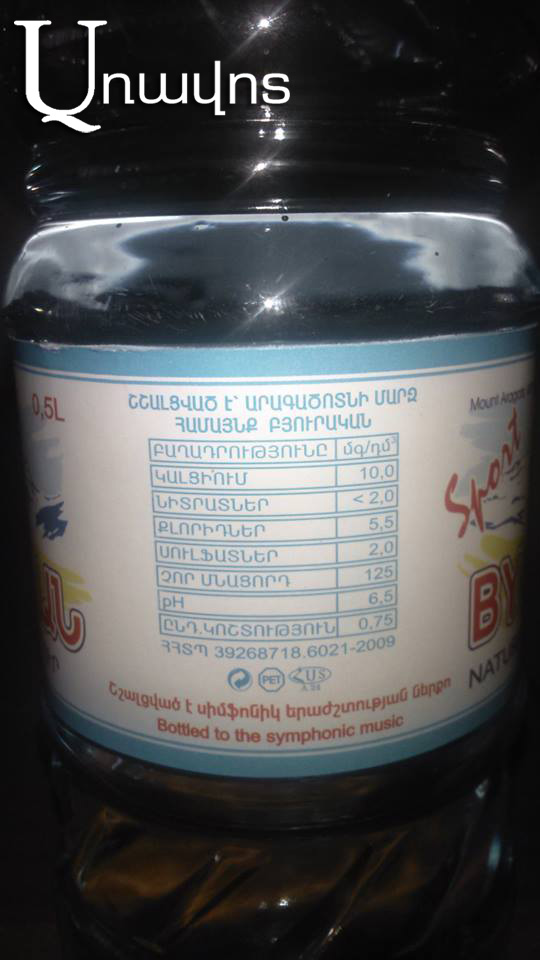 Առավոտ
0,5L
ՇՇԱԼՑՎԱԾ Է՝ ԱՐԱԳԱԾՈՏՆԻ ՄԱՐԶ
ՀԱՄԱՅՆՔ ԲՅՈՒՐԱԿԱՆ
ԲԱՂԱԴՐՈՒԹՅՈՒՆԸ մգ/դմ³
ԿԱԼՑԻՈՒՄ 10,0
ՆԻՏՐԱՏՆԵՐ < 2,0
ՔԼՈՐԻԴՆԵՐ 5,5
ՍՈՒԼՖԱՏՆԵՐ 2,0
ՉՈՐ ՄՆԱՑՈՐԴ 125
pH 6,5
ԸՆԴ.ԿՈՇՏՈՒԹՅՈՒՆ 0,75
ՀՀՏՊ 39268718.6021-2009
PET
Շշալցված է սիմֆոնիկ երաժշտության ներքո
Bottled to the symphonic music
Mount
Sport
BY
NATU